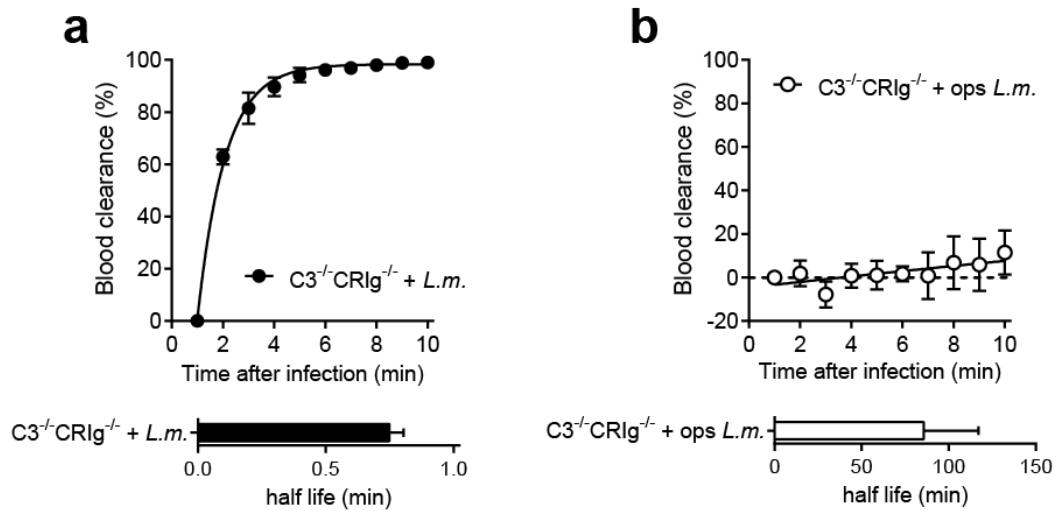 a
Blood clearance (%)
100
80
60
40
20
0
C3-/-CRIg-/- + L.m.
0 2 4 6 8 10
Time after infection (min)
C3-/-CRIg-/- + L.m.
0.0 0.5 1.0
half life (min)
b
Blood clearance (%)
100
80
60
40
20
0
-20
C3-/-CRIg-/- + ops L.m.
0 2 4 6 8 10
Time after infection (min)
C3-/-CRIg-/- + ops L.m.
0 50 100 150
half life (min)